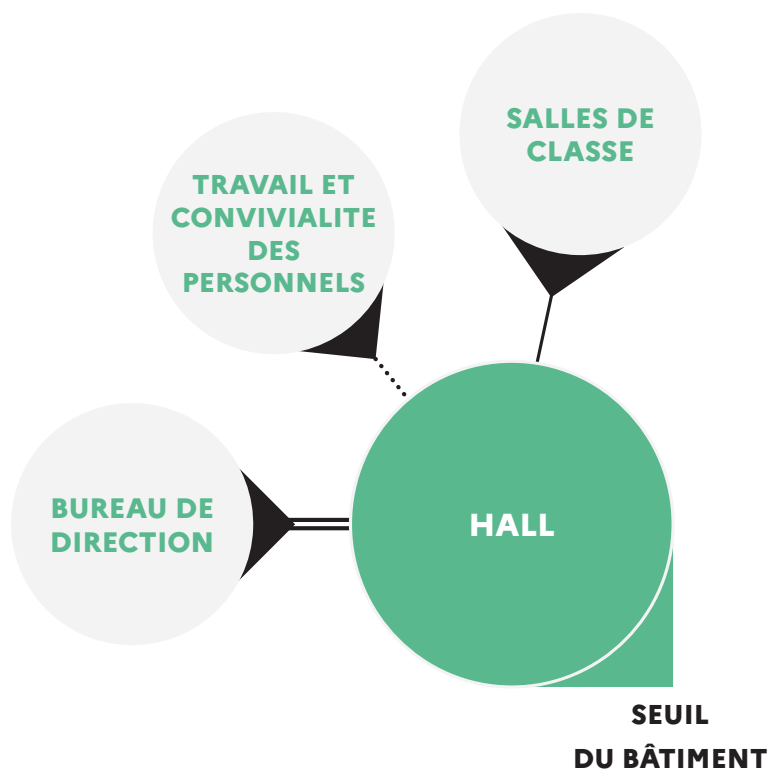 SALLES DE
CLASSE
TRAVAIL ET
CONVIVIALITE
DES
PERSONNELS
BUREAU DE
DIRECTION
HALL
SEUIL
DU BÂTIMENT